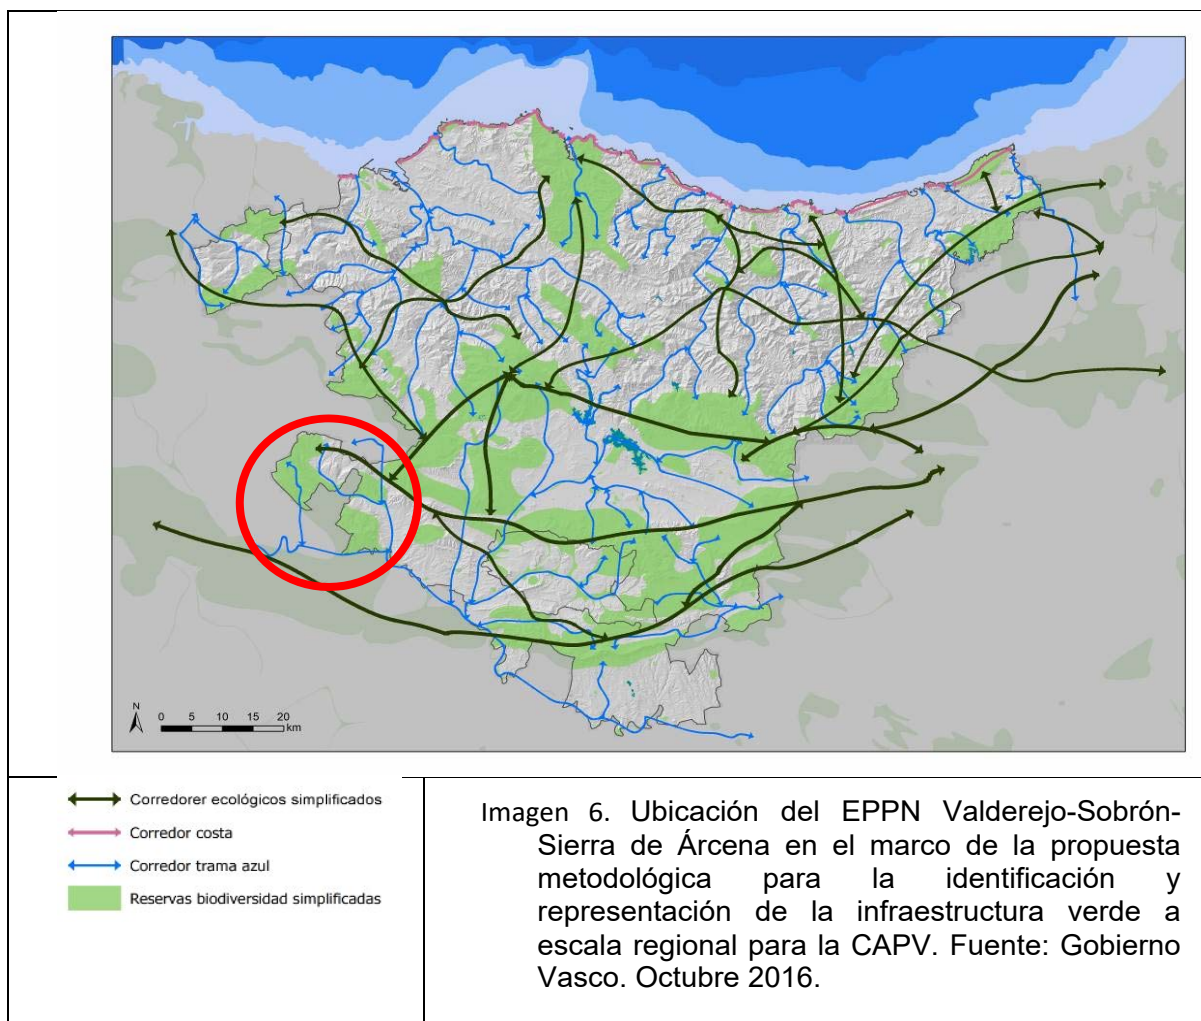 N
0 5 10 15 20
km
Corredorer ecológicos simplificados
Corredor costa
Corredor trama azul
Reservas biodiversidad simplificadas
Imagen 6. Ubicación del EPPN Valderejo-Sobrón-
Sierra de Árcena en el marco de la propuesta
metodológica para la identificación y
representación de la infraestructura verde a
escala regional para la CAPV. Fuente: Gobierno
Vasco. Octubre 2016.